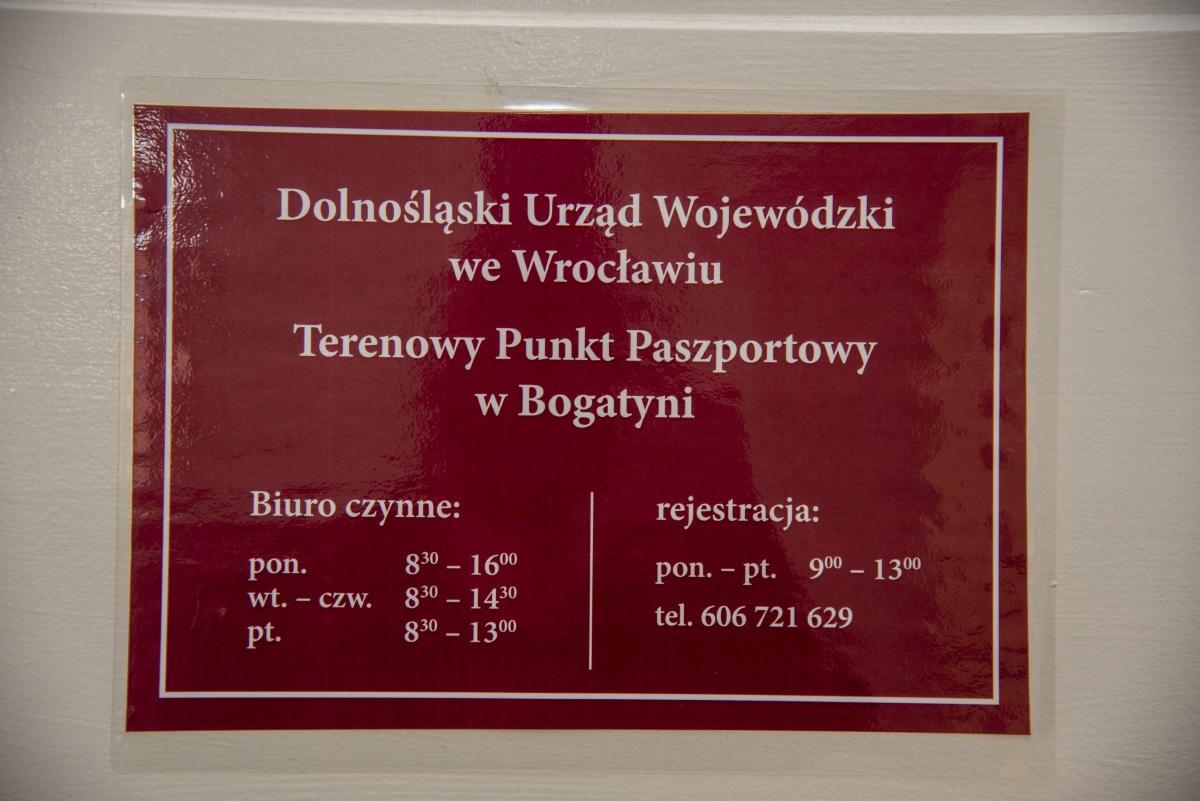 Dolnośląski Urząd Wojewódzki
we Wrocławiu
Terenowy Punkt Paszportowy
w Bogatyni
Biuro czynne:
pon. 8³⁰ – 16⁰⁰
wt. – czw. 8³⁰ – 14³⁰
pt. 8³⁰ – 13⁰⁰
rejestracja:
pon. – pt. 9⁰⁰ – 13⁰⁰
tel. 606 721 629